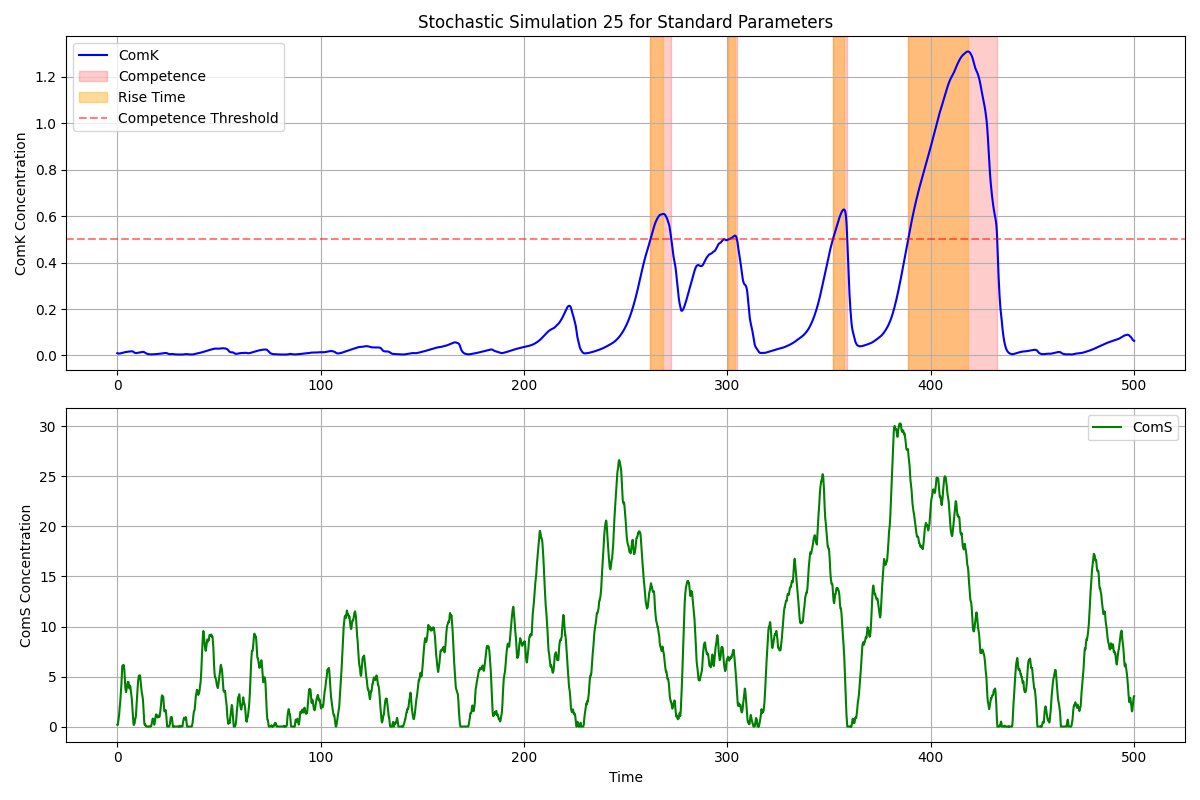 Stochastic Simulation 25 for Standard Parameters
ComK
Competence
Rise Time
Competence Threshold
ComK Concentration
1.2
1.0
0.8
0.6
0.4
0.2
0.0
0 100 200 300 400 500
ComS
ComS Concentration
30
25
20
15
10
5
0
0 100 200 300 400 500
Time